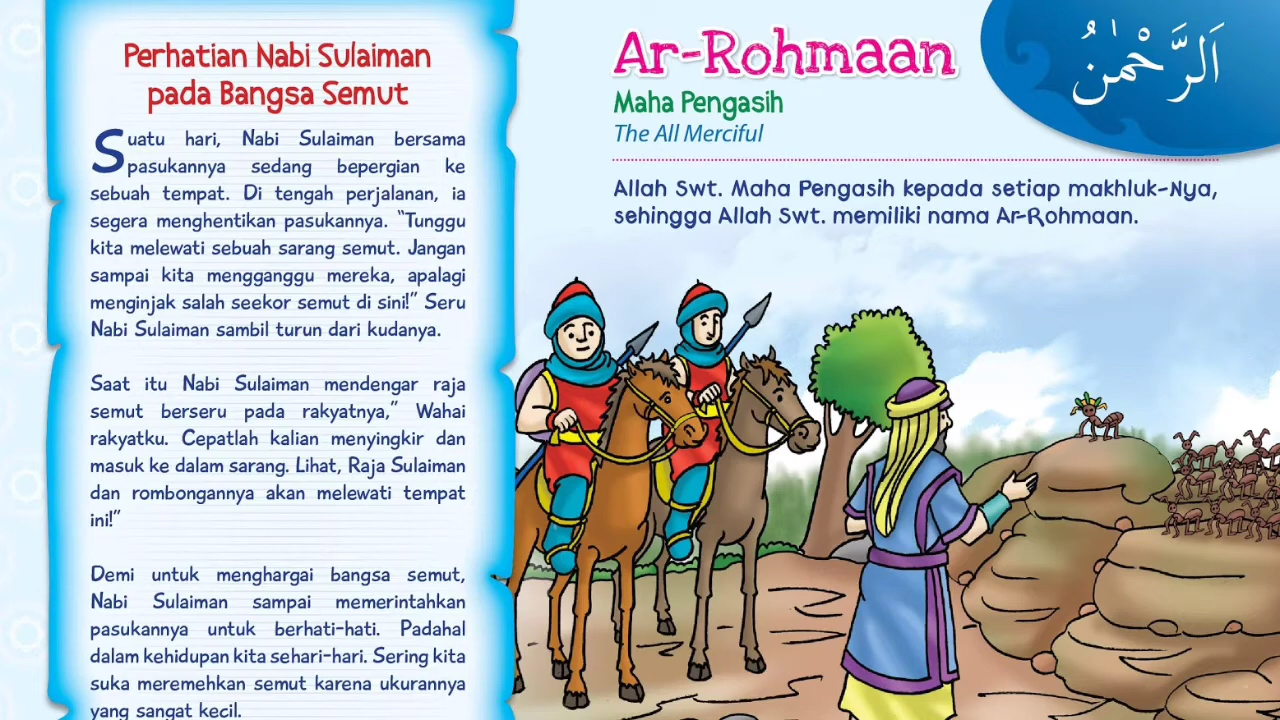 Perhatian Nabi Sulaiman
pada Bangsa Semut
Suatu hari, Nabi Sulaiman bersama
pasukannya sedang bepergian ke
sebuah tempat. Di tengah perjalanan, ia
segera menghentikan pasukannya. “Tunggu
kita melewati sebuah sarang semut. Jangan
sampai kita mengganggu mereka, apalagi
menginjak salah seekor semut di sini!” Seru
Nabi Sulaiman sambil turun dari kudanya.
Saat itu Nabi Sulaiman mendengar raja
semut berseru pada rakyatnya,” Wahai
rakyatku. Cepatlah kalian menyingkir dan
masuk ke dalam sarang. Lihat, Raja Sulaiman
dan rombongannya akan melewati tempat
ini!”
Demi untuk menghargai bangsa semut,
Nabi Sulaiman sampai memerintahkan
pasukannya untuk berhati-hati. Padahal
dalam kehidupan kita sehari-hari. Sering kita
suka meremehkan semut karena ukurannya
yang sangat kecil.
Ar-Rohmaan
Maha Pengasih
The All Merciful
اَلرَّحْمٰنُ
Allah Swt. Maha Pengasih kepada setiap makhluk-Nya,
sehingga Allah Swt. memiliki nama Ar-Rohmaan.